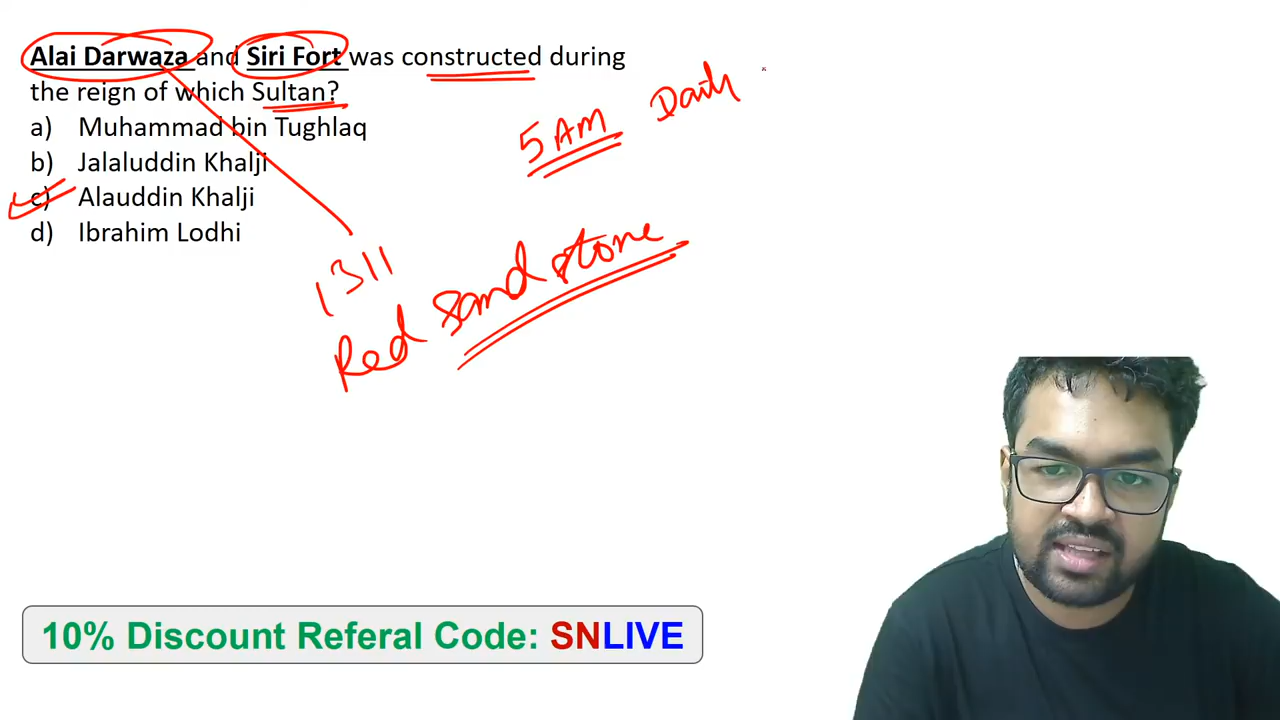 Alai Darwaza and Siri Fort was constructed during
the reign of which Sultan?
a) Muhammad bin Tughlaq
b) Jalaluddin Khalji
c) Alauddin Khalji
d) Ibrahim Lodhi
5 AM Daily
1311
Red sand stone
10% Discount Referal Code: SNLIVE